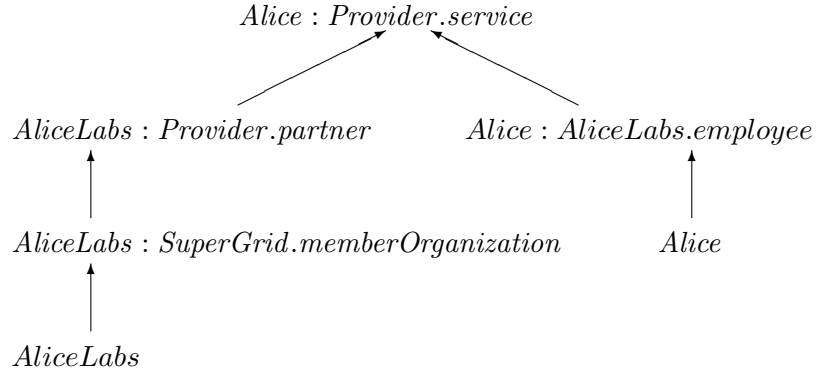 Alice : Provider.service
AliceLabs : Provider.partner Alice : AliceLabs.employee
AliceLabs : SuperGrid.memberOrganization Alice
AliceLabs